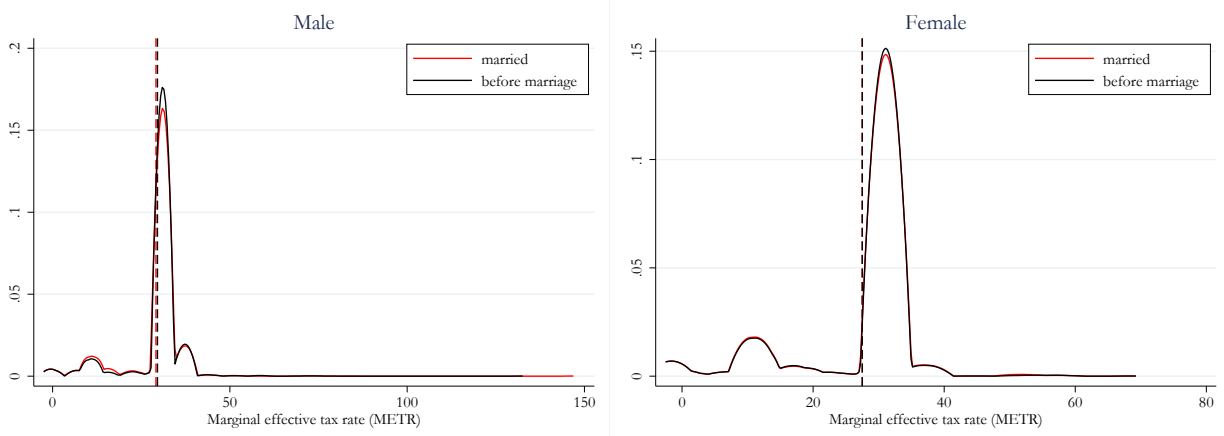 Male
.2
.15
.1
.05
0
married
before marriage
0
50
100
150
Marginal effective tax rate (METR)
Female
.15
.1
.05
0
married
before marriage
0
20
40
60
80
Marginal effective tax rate (METR)